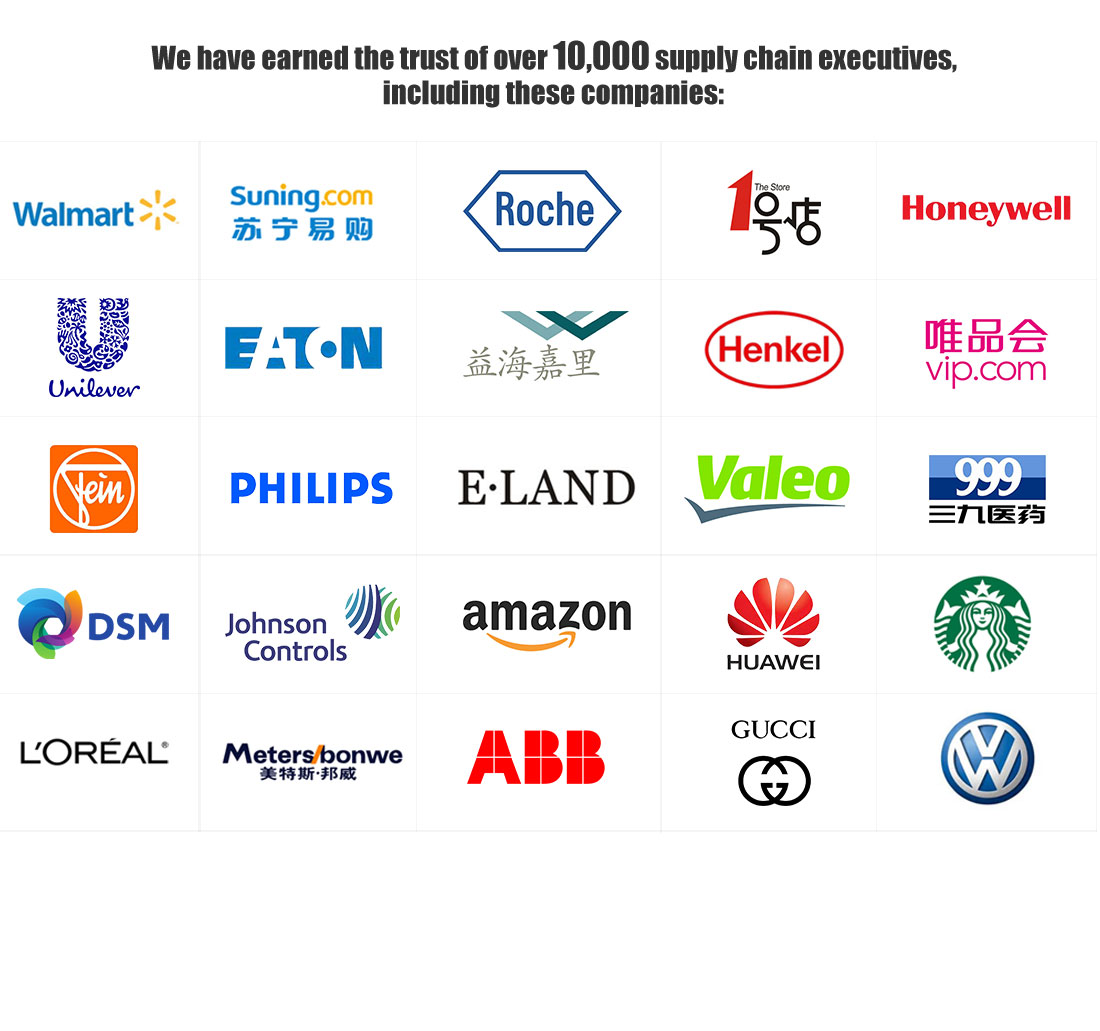 We have earned the trust of over 10,000 supply chain executives,
including these companies:
Walmart
Suning.com
苏宁易购
Roche
The Store
1号店
Honeywell
Unilever
EATON
益海嘉里
Henkel
唯品会
vip.com
Fein
PHILIPS
E·LAND
Valeo
999
三九医药
DSM
Johnson
Controls
amazon
HUAWEI
L'ORÉAL®
Meters/bonwe
美特斯·邦威
ABB
GUCCI
GG
VW